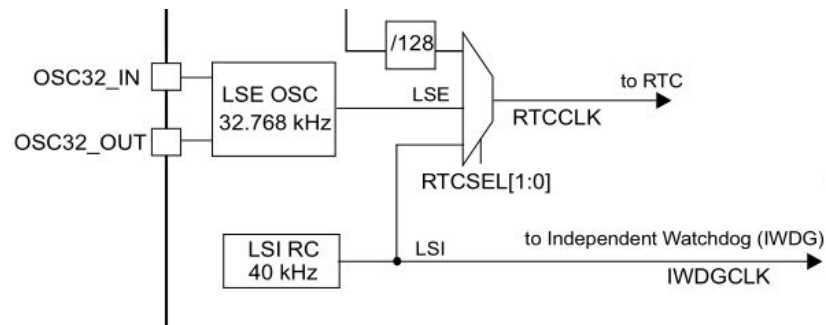 /128
OSC32_IN
LSE OSC
32.768 kHz
LSE
to RTC
RTCCLK
OSC32_OUT
RTCSEL[1:0]
LSI RC
40 kHz
LSI
to Independent Watchdog (IWDG)
IWDGCLK